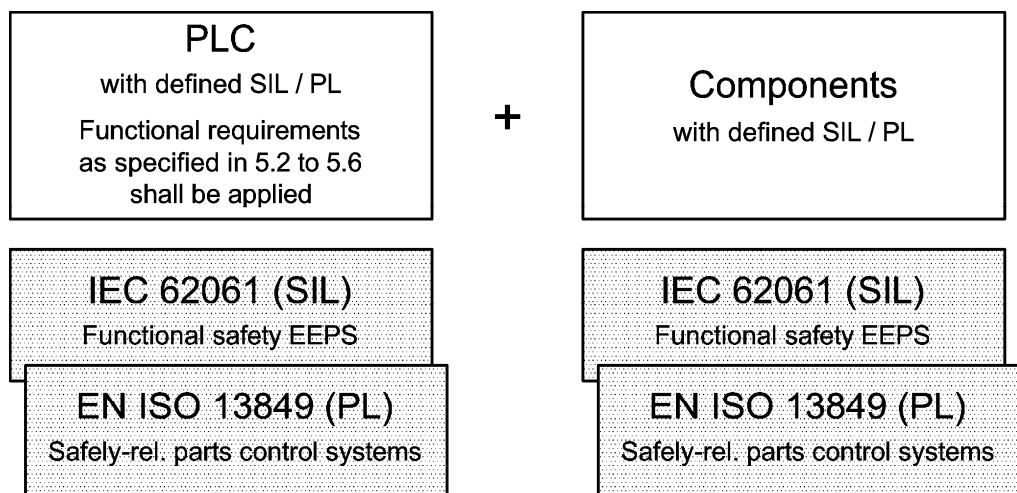 PLC
with defined SIL / PL
Functional requirements
as specified in 5.2 to 5.6
shall be applied
+
Components
with defined SIL / PL
IEC 62061 (SIL)
Functional safety EEPS
EN ISO 13849 (PL)
Safely-rel. parts control systems
IEC 62061 (SIL)
Functional safety EEPS
EN ISO 13849 (PL)
Safely-rel. parts control systems